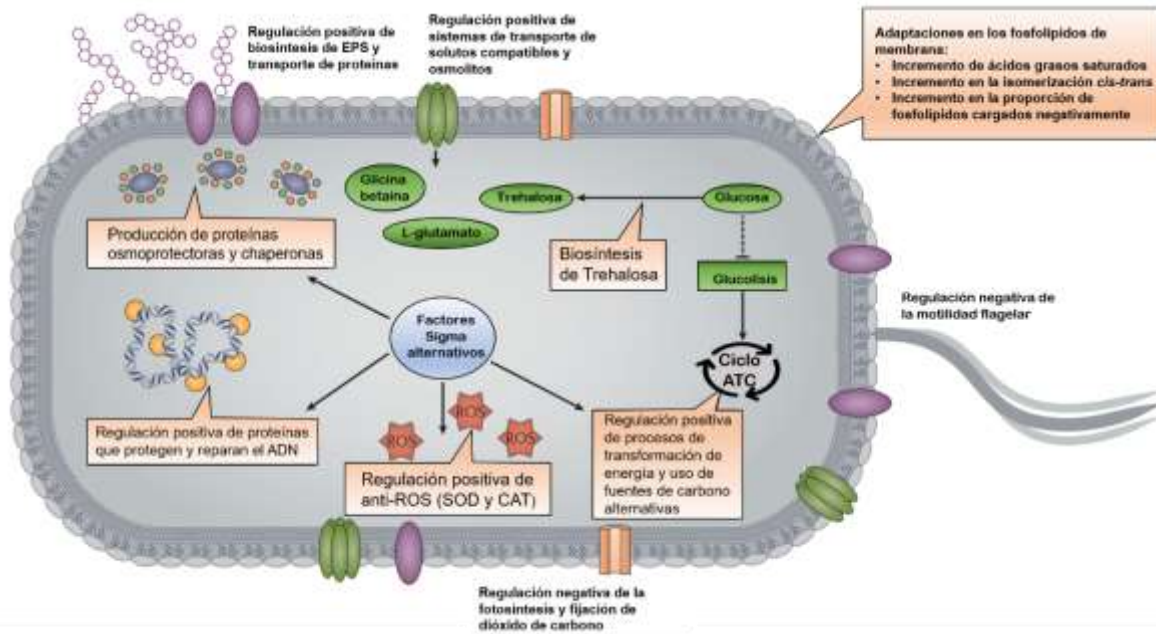 Regulación positiva de
biosíntesis de EPS y
transporte de proteínas
Regulación positiva de
sistemas de transporte de
solutos compatibles y
osmolitos
Adaptaciones en los fosfolípidos de
membrana:
• Incremento de ácidos grasos saturados
• Incremento en la isomerización cis-trans
• Incremento en la proporción de
fosfolípidos cargados negativamente
Glicina
betaina
Trehalosa
Glucosa
L-glutamato
Producción de proteínas
osmoprotectoras y chaperonas
Biosíntesis
de Trehalosa
Glucolisis
Regulación negativa de
la motilidad flagelar
Factores
Sigma
alternativos
Ciclo
ATC
ROS
ROS
ROS
Regulación positiva de proteínas
que protegen y reparan el ADN
Regulación positiva de
anti-ROS (SOD y CAT)
Regulación positiva
de procesos de
transformación de
energía y uso de
fuentes de carbono
alternativas
Regulación negativa de la
fotosíntesis y fijación de
dióxido de carbono